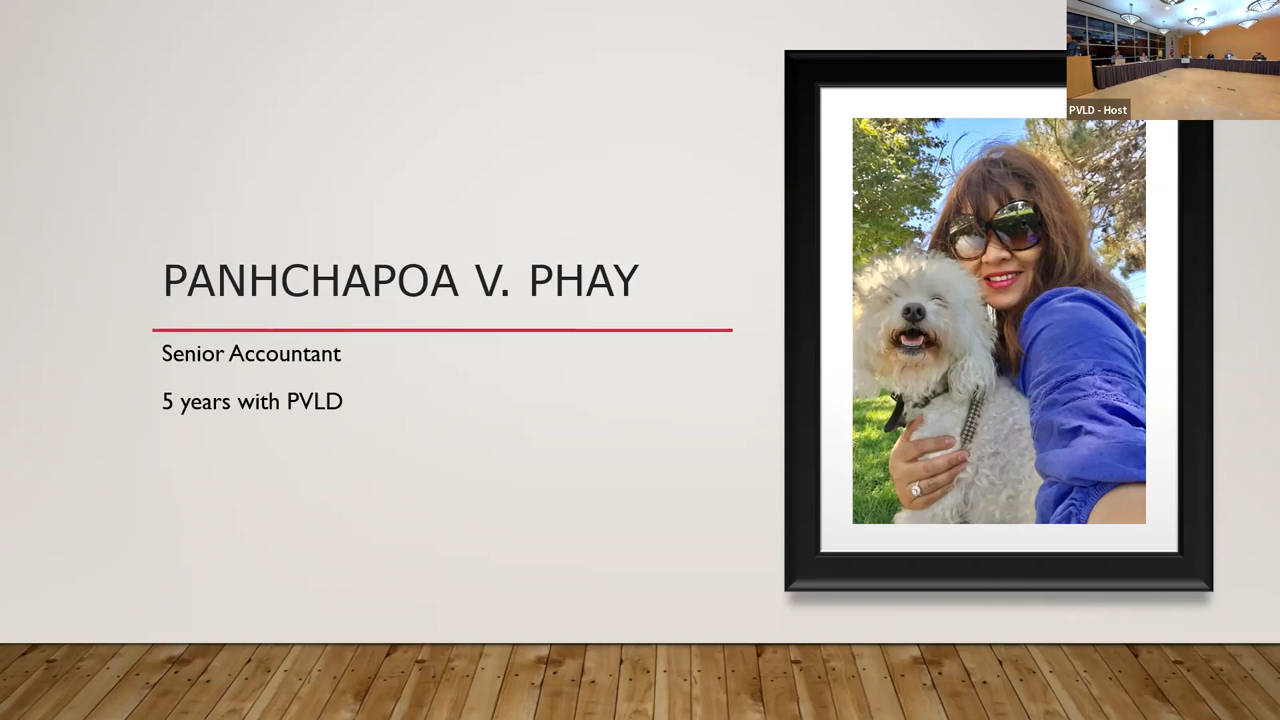 PANHCHAPOA V. PHAY
Senior Accountant
5 years with PVLD
PVLD - Host